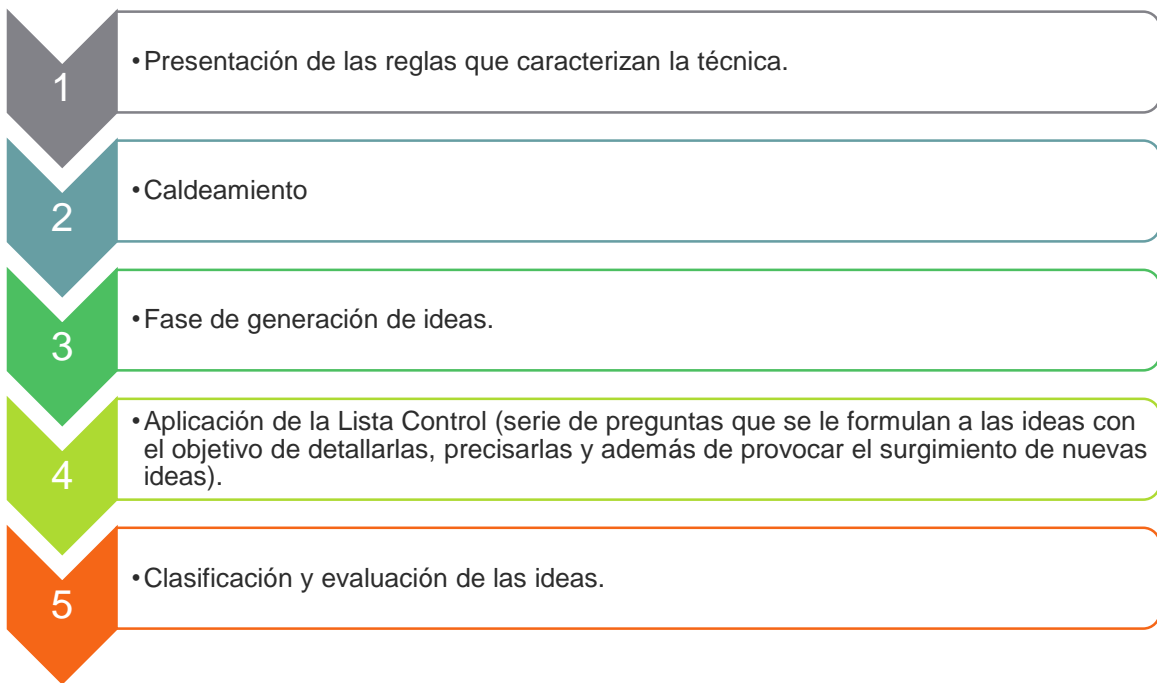 1
•Presentación de las reglas que caracterizan la técnica.
2
•Caldeamiento
3
•Fase de generación de ideas.
4
•Aplicación de la Lista Control (serie de preguntas que se le formulan a las ideas con
el objetivo de detallarlas, precisarlas y además de provocar el surgimiento de nuevas
ideas).
5
•Clasificación y evaluación de las ideas.